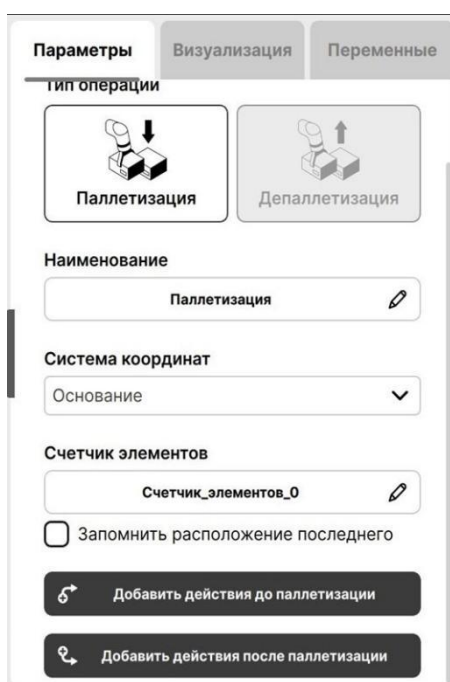 Параметры Визуализация Переменные
Тип операции
Паллетизация Депаллетизация
Наименование
Паллетизация
Система координат
Основание
Счетчик элементов
Счетчик_элементов_0
Запомнить расположение последнего
Добавить действия до паллетизации
Добавить действия после паллетизации